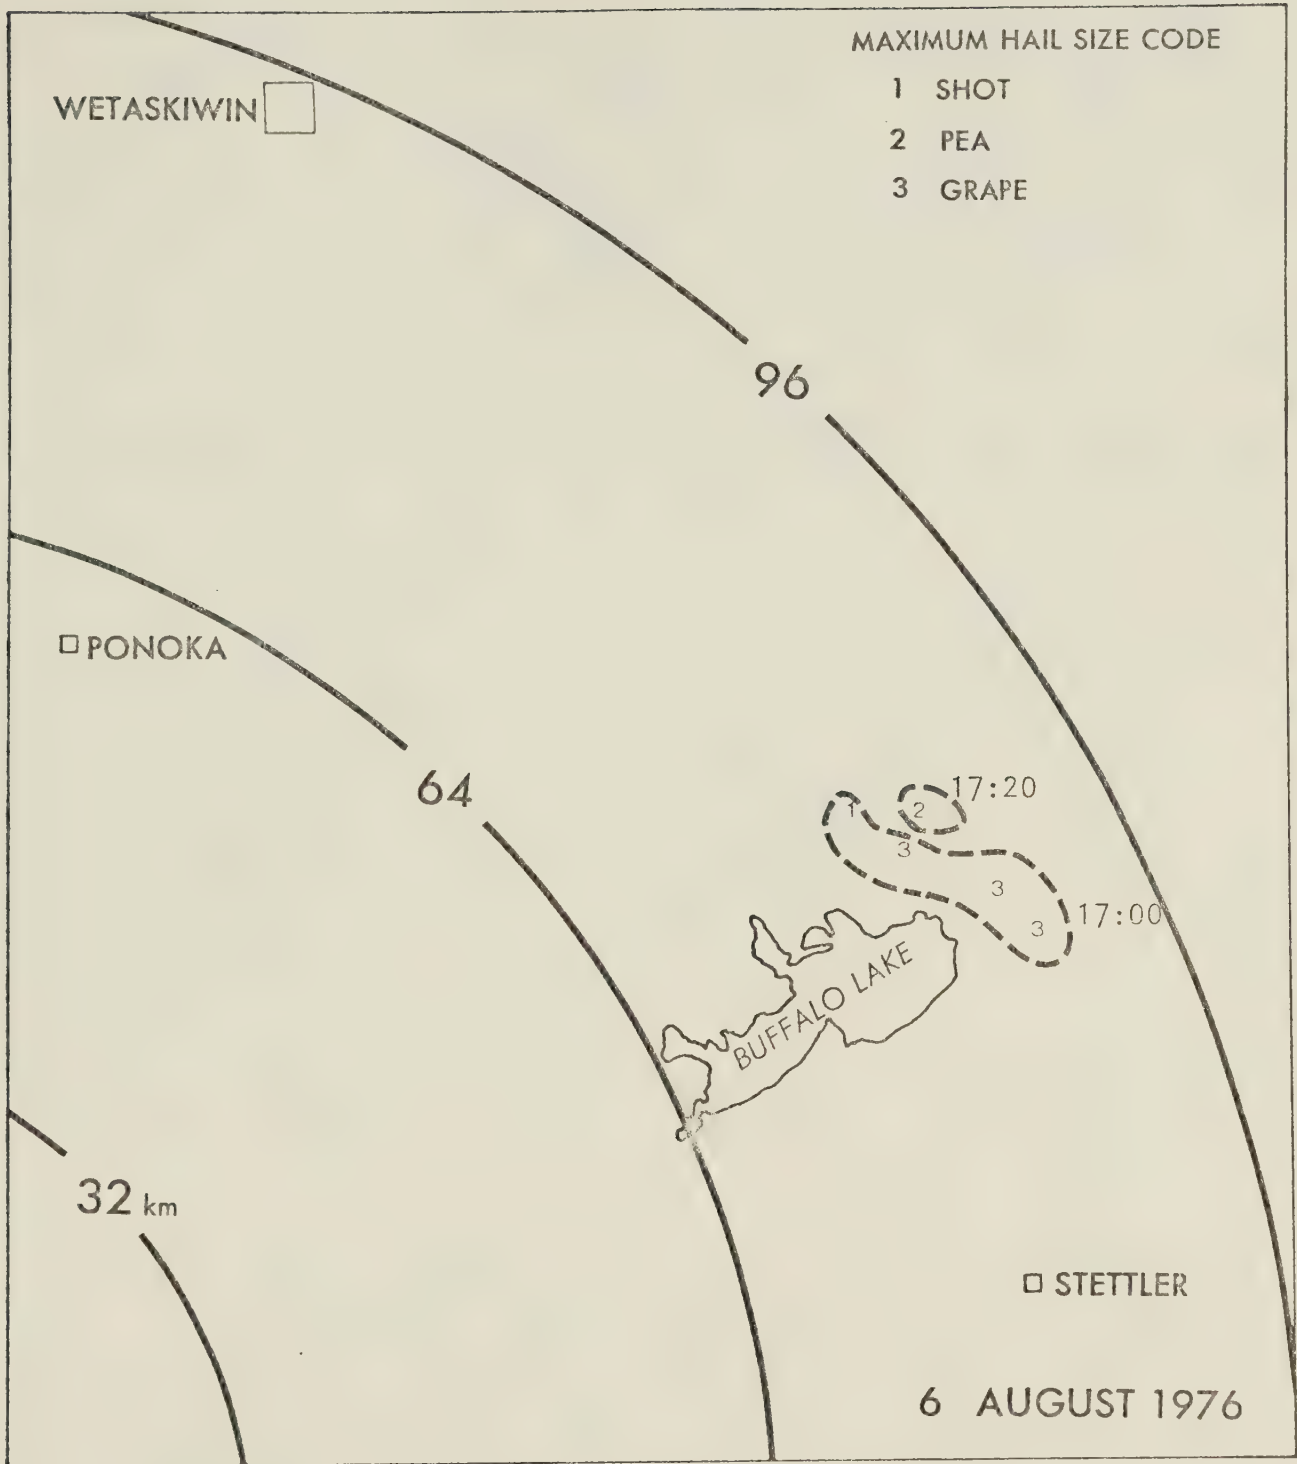 MAXIMUM HAIL SIZE CODE
1 SHOT
2 PEA
3 GRAPE
WETASKIWIN
96
PONOKA
64
17:20
1
2
3
3
17:00
3
BUFFALO LAKE
32 km
STETTLER
6 AUGUST 1976